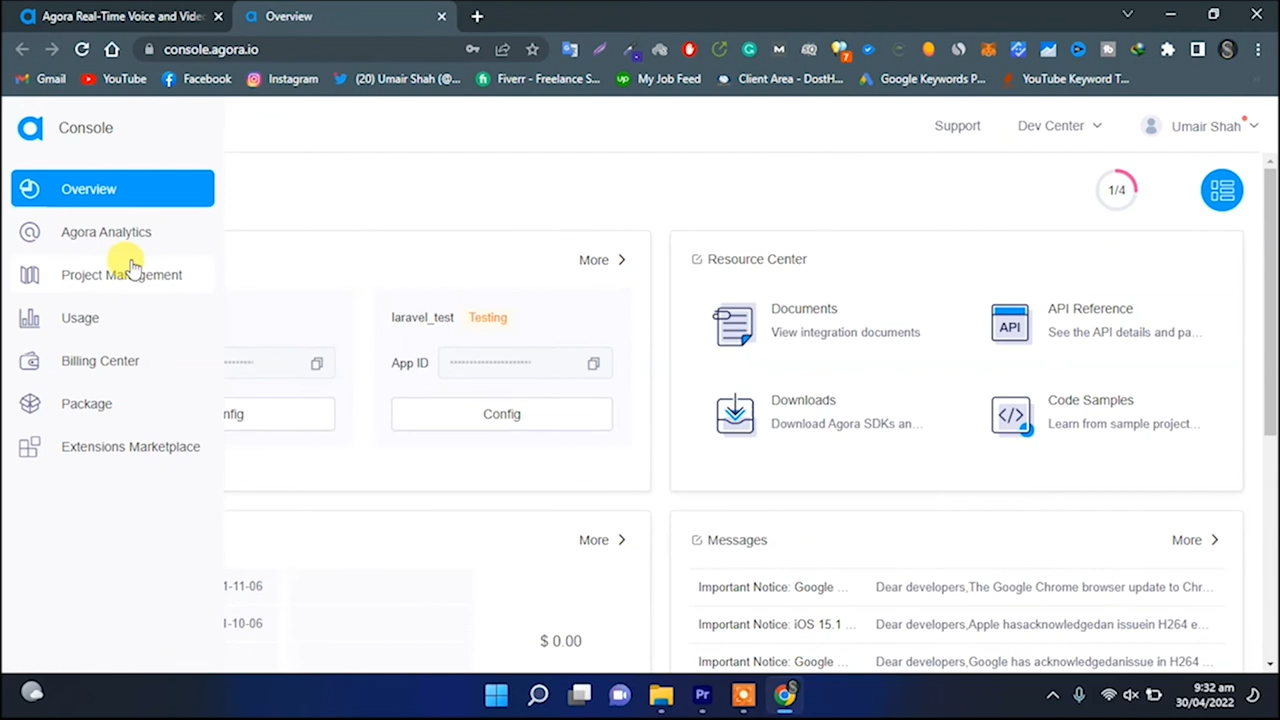 Agora Real-Time Voice and Vide
Overview
console.agora.io
7
S
Gmail
YouTube
Facebook
Instagram
(20) Umair Shah (@...
Fiverr - Freelance S...
up My Job Feed
Client Area - DostH...
Google Keywords P...
YouTube Keyword T...
Console
Support
Dev Center
Umair Shah
Overview
1/4
Agora Analytics
Project Management
Usage
Billing Center
Package
Extensions Marketplace
More
laravel_test Testing
App ID
nfig
Config
Resource Center
Documents
View integration documents
API
API Reference
See the API details and pa...
Downloads
Download Agora SDKs an...
Code Samples
Learn from sample project...
More
1-11-06
1-10-06
$ 0.00
Messages
More
Important Notice: Google ... Dear developers,The Google Chrome browser update to Chr...
Important Notice: iOS 15.1 ... Dear developers,Apple hasacknowledgedan issuein H264 e...
Important Notice: Google ... Dear developers,Google has acknowledgedanissue in H264 ...
Pr
S
9:32 am
30/04/2022